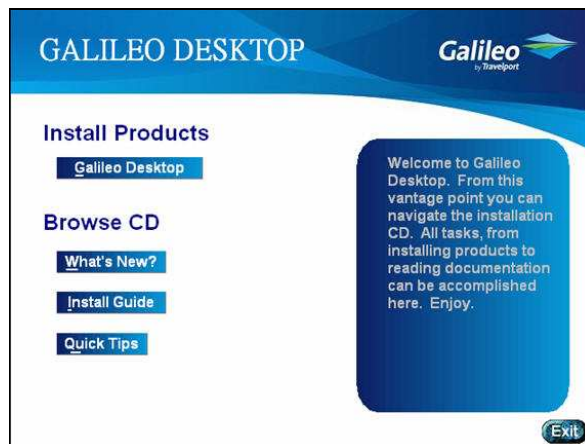 GALILEO DESKTOP
Galileo
by Travelport
Install Products
Galileo Desktop
Browse CD
What's New?
Install Guide
Quick Tips
Welcome to Galileo
Desktop. From this
vantage point you can
navigate the installation
CD. All tasks, from
installing products to
reading documentation
can be accomplished
here. Enjoy.
Exit